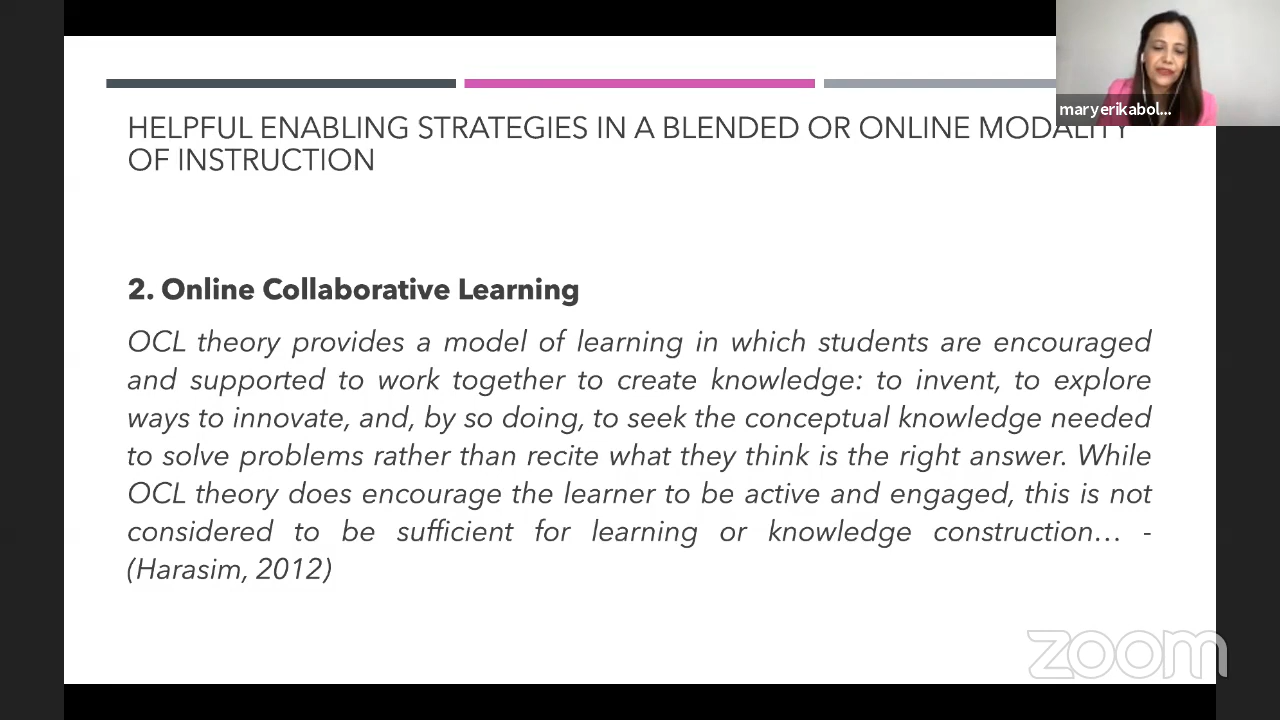 maryerikabol...
HELPFUL ENABLING STRATEGIES IN A BLENDED OR ONLINE MODALITY
OF INSTRUCTION
2. Online Collaborative Learning
OCL theory provides a model of learning in which students are encouraged
and supported to work together to create knowledge: to invent, to explore
ways to innovate, and, by so doing, to seek the conceptual knowledge needed
to solve problems rather than recite what they think is the right answer. While
OCL theory does encourage the learner to be active and engaged, this is not
considered to be sufficient for learning or knowledge construction… -
(Harasim, 2012)
zoom